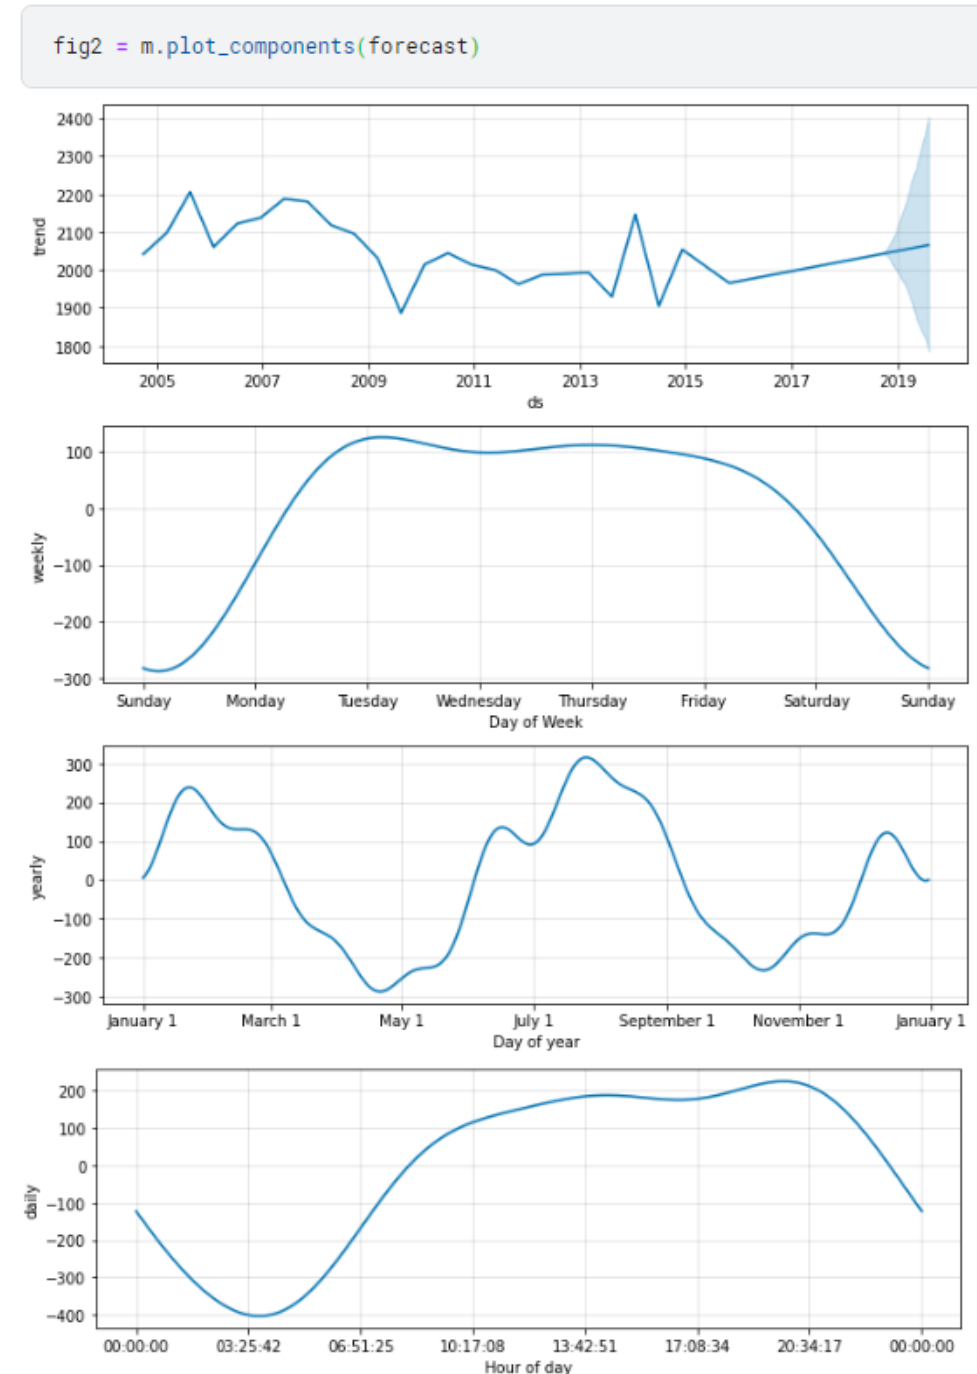 fig2 = m.plot_components(forecast)
2400
2300
2200
2100
2000
1900
1800
trend
2005 2007 2009 2011 2013 2015 2017 2019
ds
100
0
−100
−200
−300
weekly
Sunday Monday Tuesday Wednesday Thursday Friday Saturday Sunday
Day of Week
300
200
100
0
−100
−200
−300
yearly
January 1 March 1 May 1 July 1 September 1 November 1 January 1
Day of year
200
100
0
−100
−200
−300
−400
daily
00:00:00 03:25:42 06:51:25 10:17:08 13:42:51 17:08:34 20:34:17 00:00:00
Hour of day